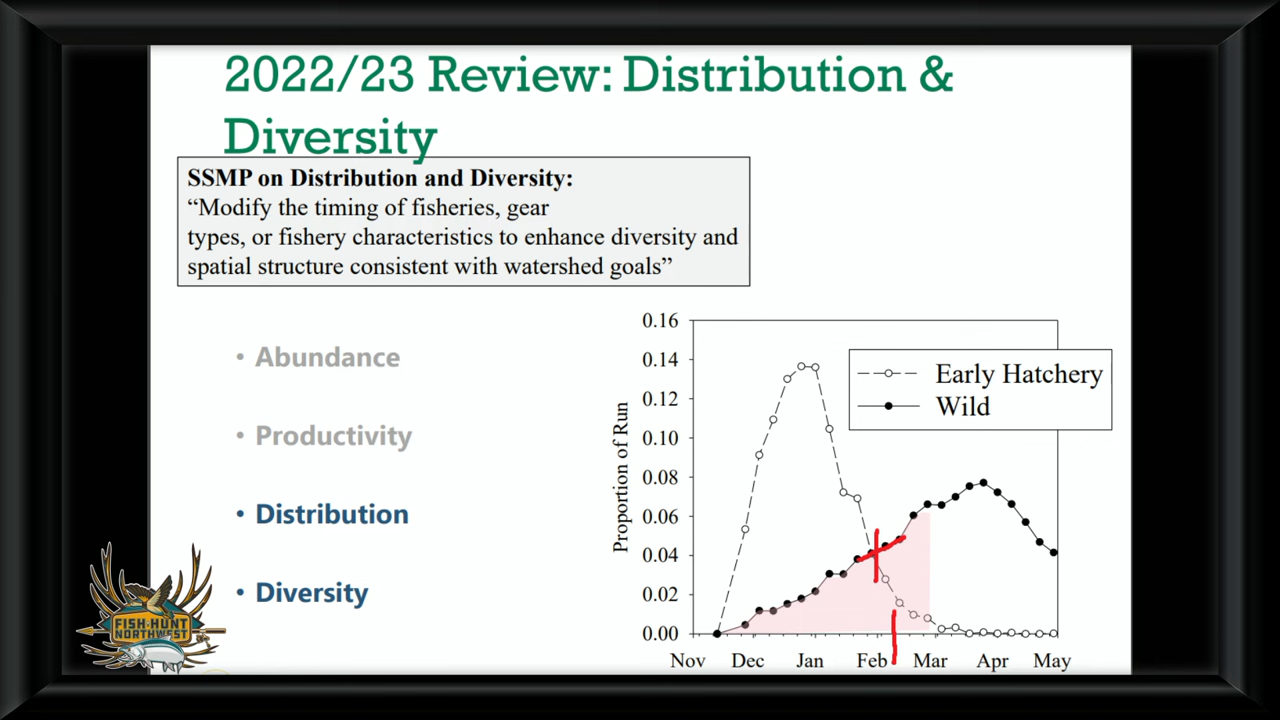 2022/23 Review: Distribution &
Diversity
SSMP on Distribution and Diversity:
“Modify the timing of fisheries, gear
types, or fishery characteristics to enhance diversity and
spatial structure consistent with watershed goals”
• Abundance
• Productivity
• Distribution
• Diversity
Proportion of Run
0.16
0.14
0.12
0.10
0.08
0.06
0.04
0.02
0.00
Early Hatchery
Wild
Nov Dec Jan Feb Mar Apr May
FISH·HUNT
NORTHWEST